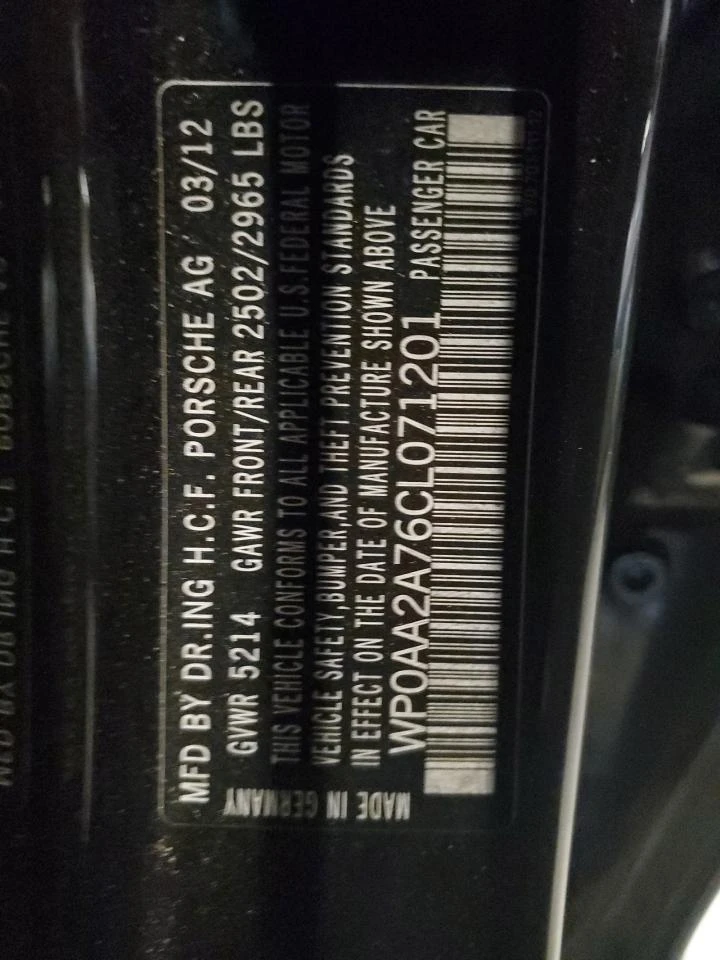 MFD BY DR.ING H.C.F. PORSCHE AG 03/12
GVWR 5214 GAWR FRONT/REAR 2502/2965 LBS
THIS VEHICLE CONFORMS TO ALL APPLICABLE U.S.FEDERAL MOTOR
VEHICLE SAFETY,BUMPER,AND THEFT PREVENTION STANDARDS
IN EFFECT ON THE DATE OF MANUFACTURE SHOWN ABOVE
WP0AA2A76CL071201 PASSENGER CAR
MADE IN GERMANY